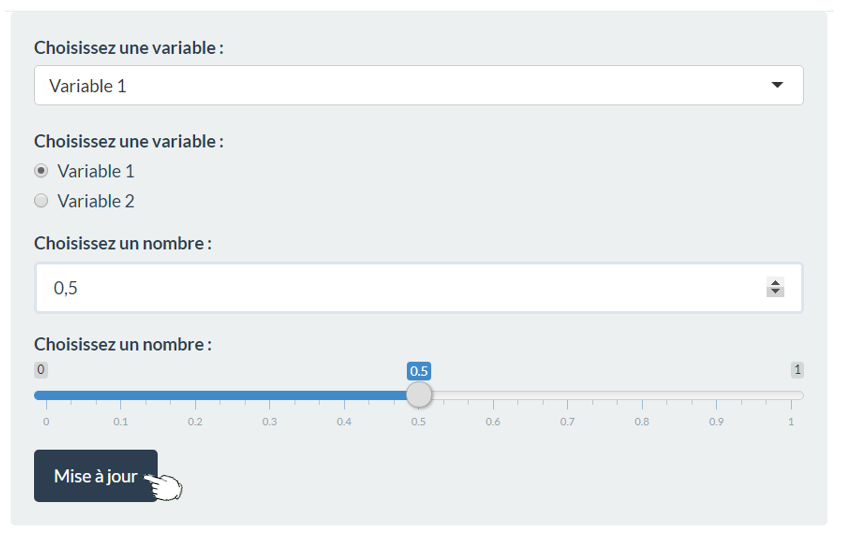 Choisissez une variable :
Variable 1
Choisissez une variable :
Variable 1
Variable 2
Choisissez un nombre :
0,5
Choisissez un nombre :
0 0.5 1
0 0.1 0.2 0.3 0.4 0.5 0.6 0.7 0.8 0.9 1
Mise à jour